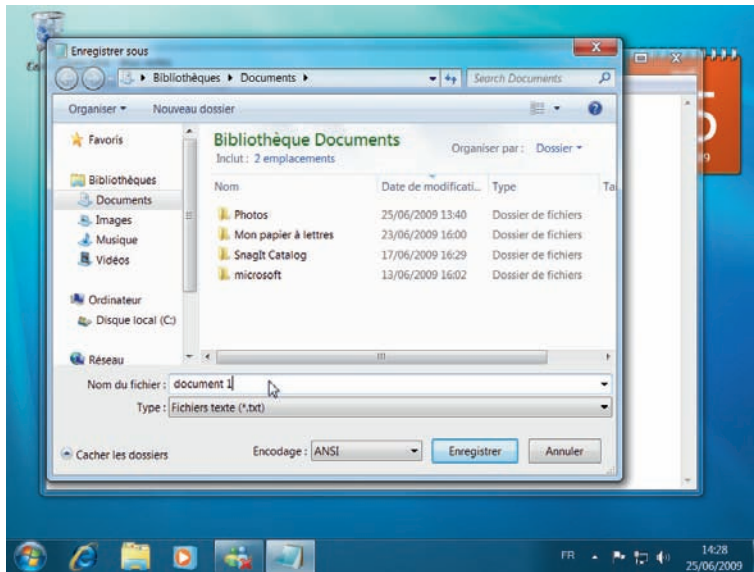 Enregistrer sous
Bibliothèques Documents
Search Documents
Organiser Nouveau dossier
Favoris
Bibliothèques
Documents
Images
Musique
Vidéos
Ordinateur
Disque local (C:)
Réseau
Bibliothèque Documents
Inclut : 2 emplacements
Organiser par : Dossier
Nom Date de modificati... Type Ta
Photos 25/06/2009 13:40 Dossier de fichiers
Mon papier à lettres 23/06/2009 16:00 Dossier de fichiers
SnagIt Catalog 17/06/2009 16:29 Dossier de fichiers
microsoft 13/06/2009 16:02 Dossier de fichiers
Nom du fichier : document 1
Type : Fichiers texte (*.txt)
Cacher les dossiers
Encodage : ANSI
Enregistrer
Annuler
FR
14:28
25/06/2009